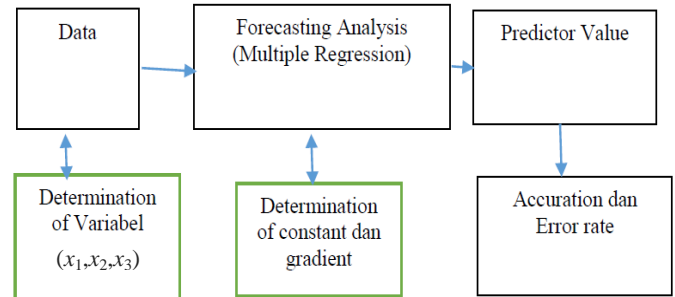 Data
Forecasting Analysis
(Multiple Regression)
Predictor Value
Determination
of Variabel
(x₁,x₂,x₃)
Determination
of constant dan
gradient
Accuration dan
Error rate